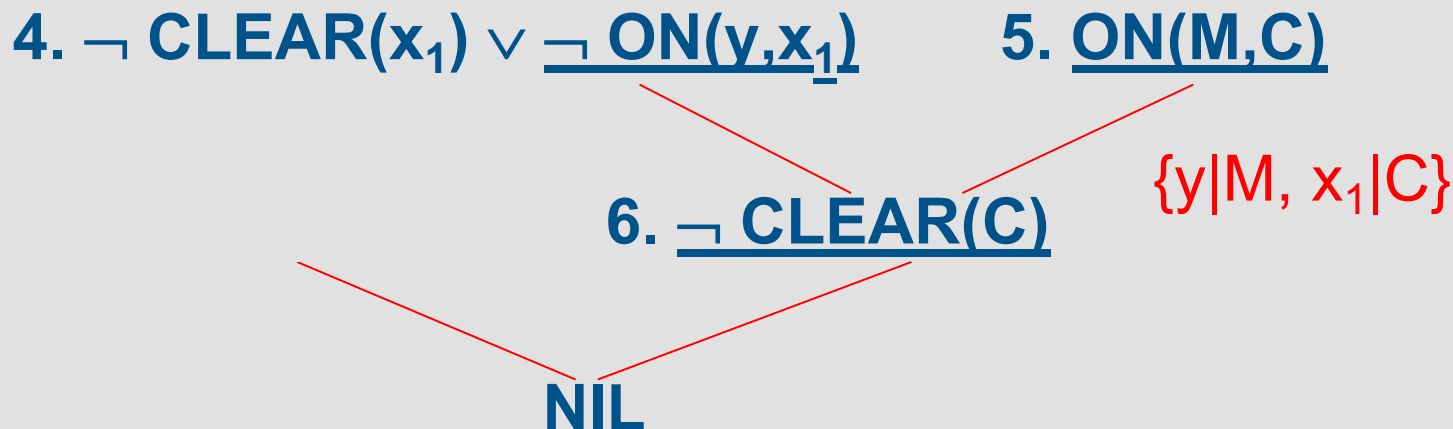 4. ¬ CLEAR(x₁) ∨ ¬ ON(y,x₁) 5. ON(M,C)
{y|M, x₁|C}
6. ¬ CLEAR(C)
NIL